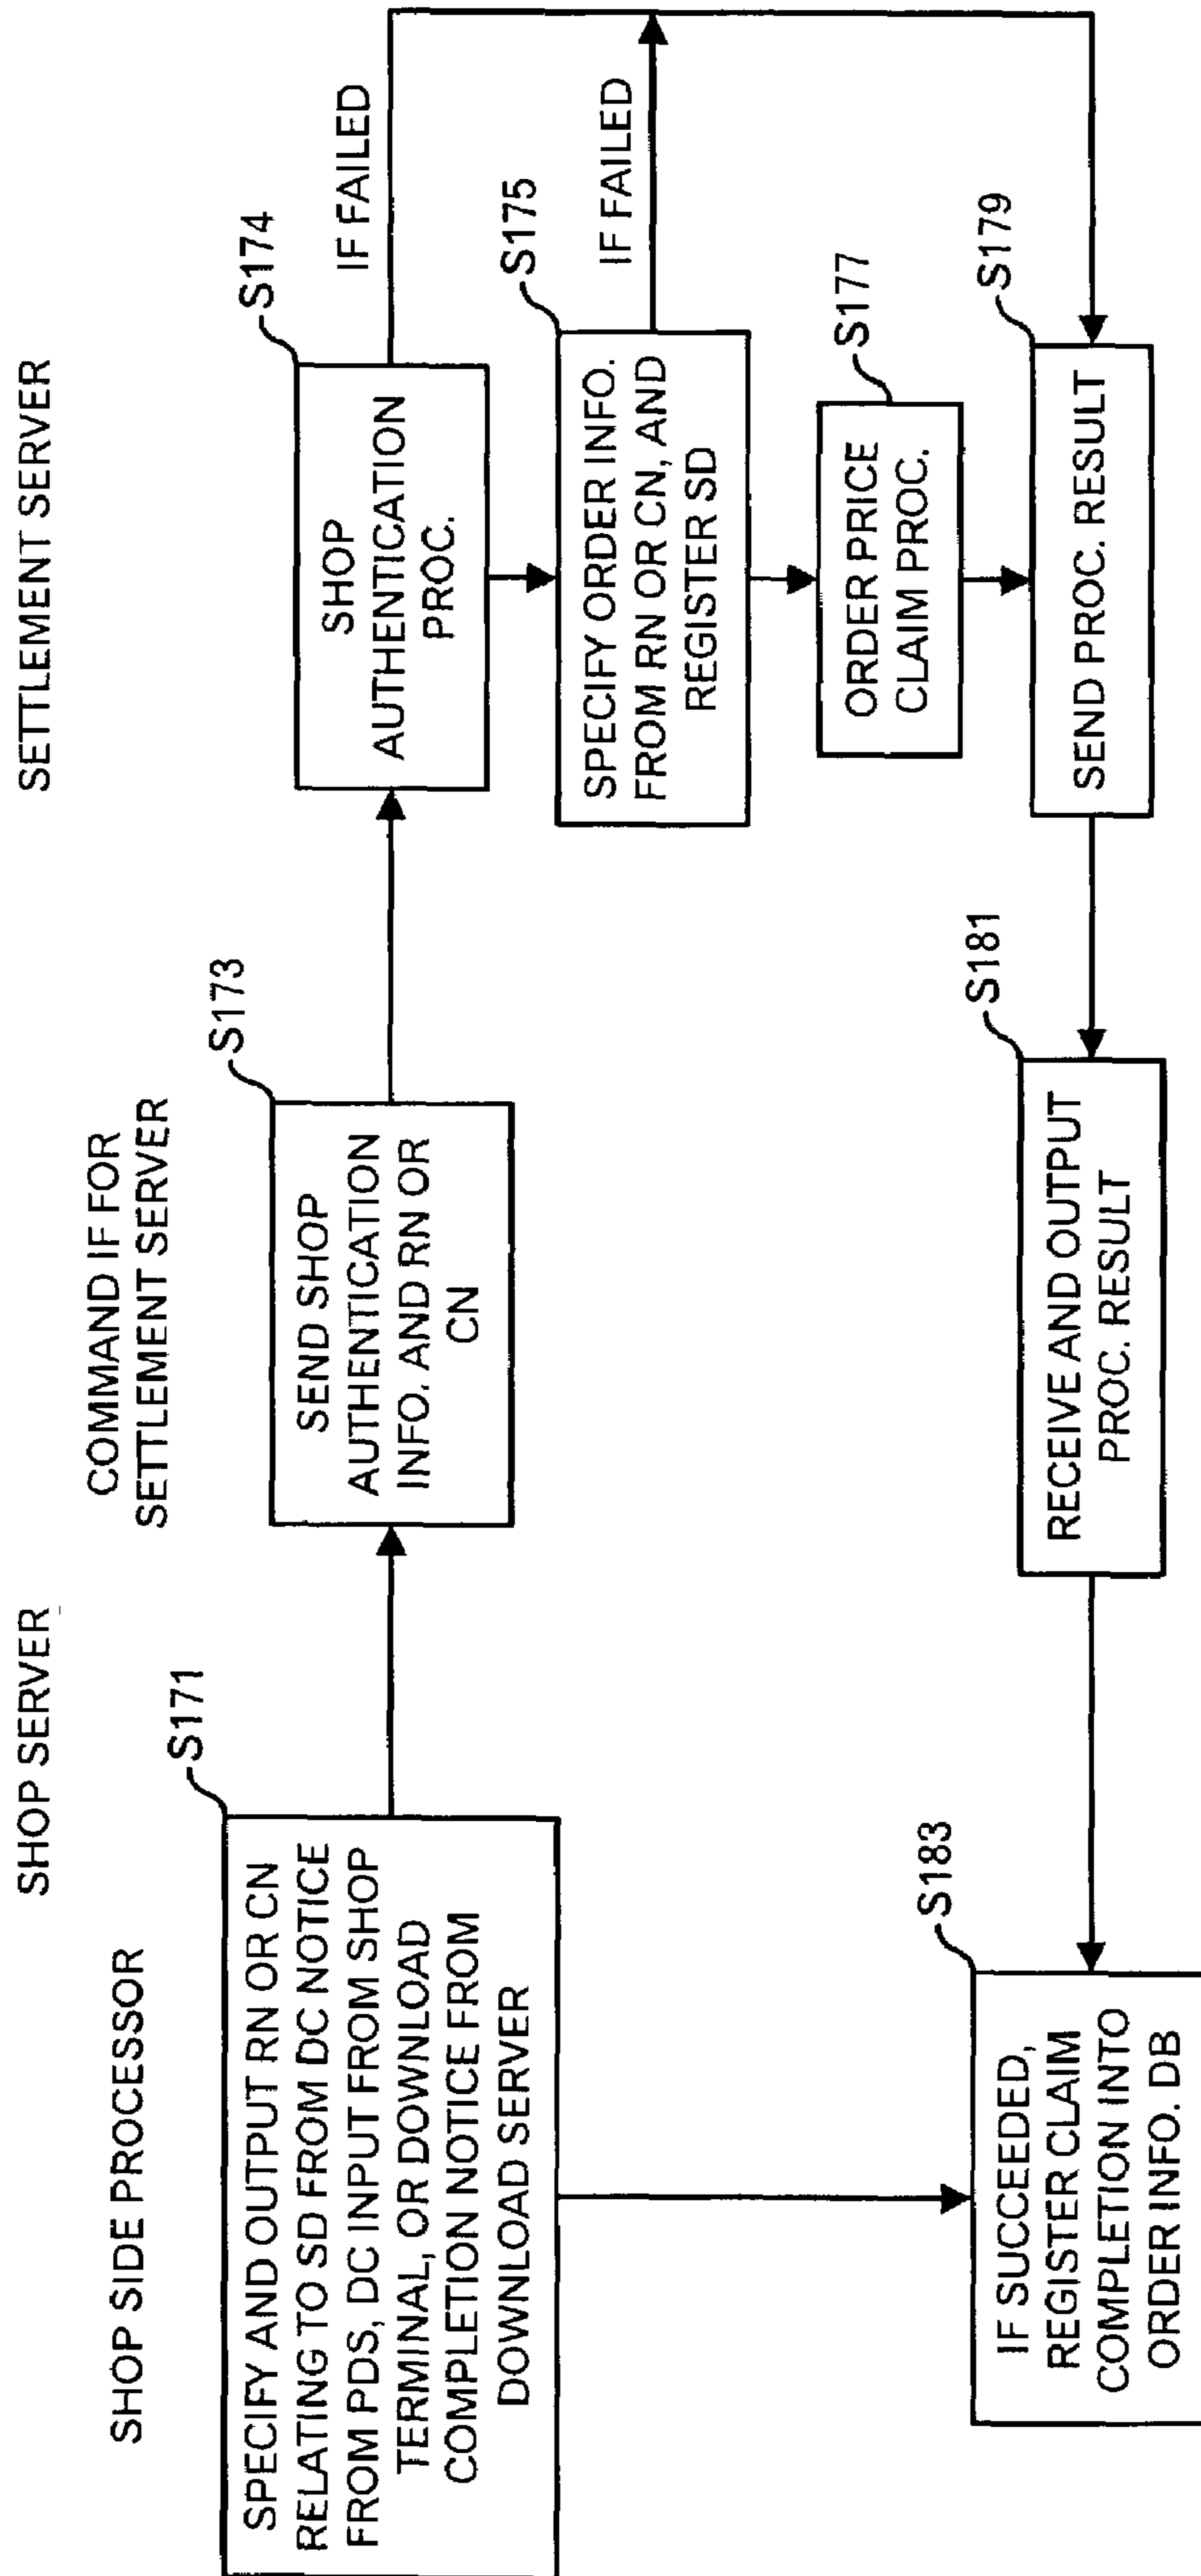 SHOP SERVER
SETTLEMENT SERVER
SHOP SIDE PROCESSOR
COMMAND IF FOR
SETTLEMENT SERVER
S171
SPECIFY AND OUTPUT RN OR CN
RELATING TO SD FROM DC NOTICE
FROM PDS, DC INPUT FROM SHOP
TERMINAL, OR DOWNLOAD
COMPLETION NOTICE FROM
DOWNLOAD SERVER
S173
SEND SHOP
AUTHENTICATION
INFO. AND RN OR
CN
S174
SHOP
AUTHENTICATION
PROC.
IF FAILED
S175
SPECIFY ORDER INFO.
FROM RN OR CN, AND
REGISTER SD
IF FAILED
S177
ORDER PRICE
CLAIM PROC.
S179
SEND PROC. RESULT
S181
RECEIVE AND OUTPUT
PROC. RESULT
S183
IF SUCCEEDED,
REGISTER CLAIM
COMPLETION INTO
ORDER INFO. DB